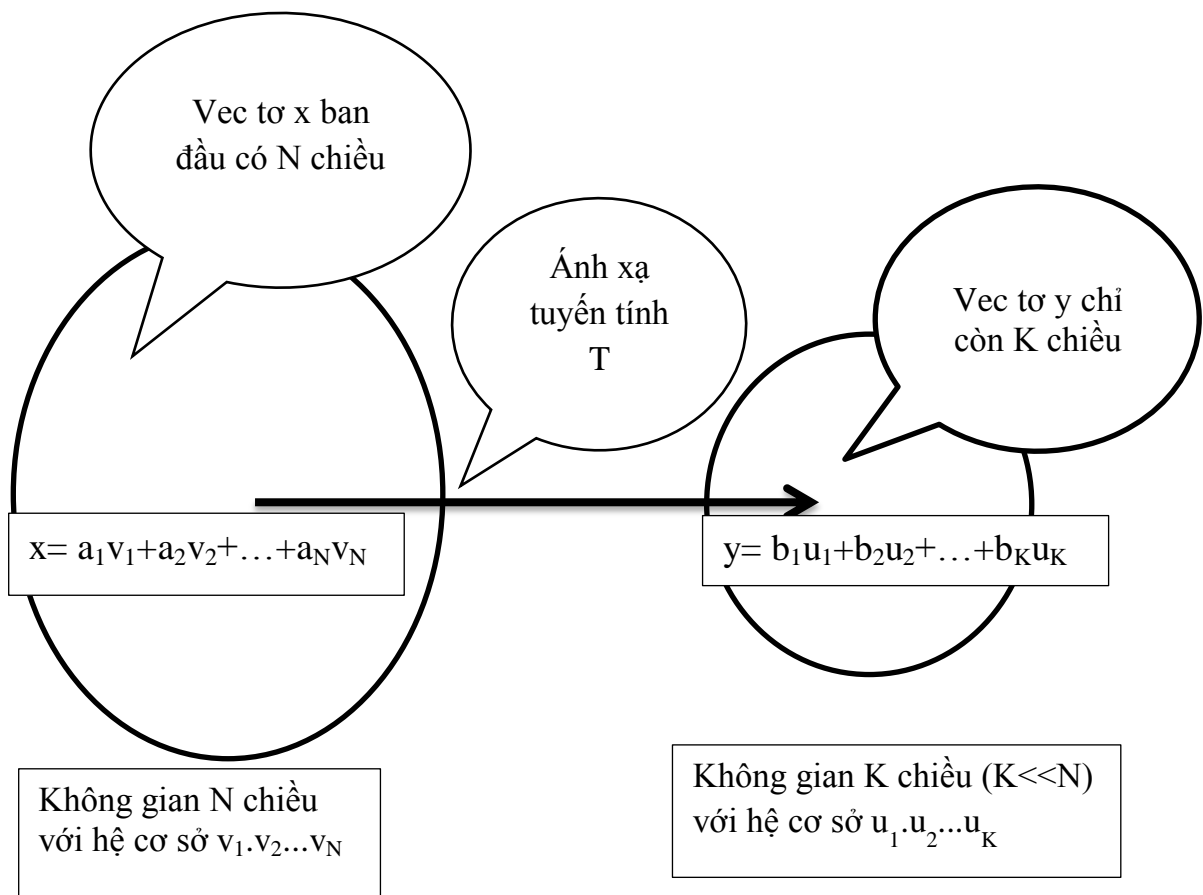 Vec tơ x ban
đầu có N chiều
Ánh xạ
tuyến tính
T
Vec tơ y chỉ
còn K chiều
x= a₁v₁+a₂v₂+…+aNvN
y= b₁u₁+b₂u₂+…+bKuK
Không gian N chiều
với hệ cơ sở v₁.v₂...vN
Không gian K chiều (K<<N)
với hệ cơ sở u₁.u₂...uK